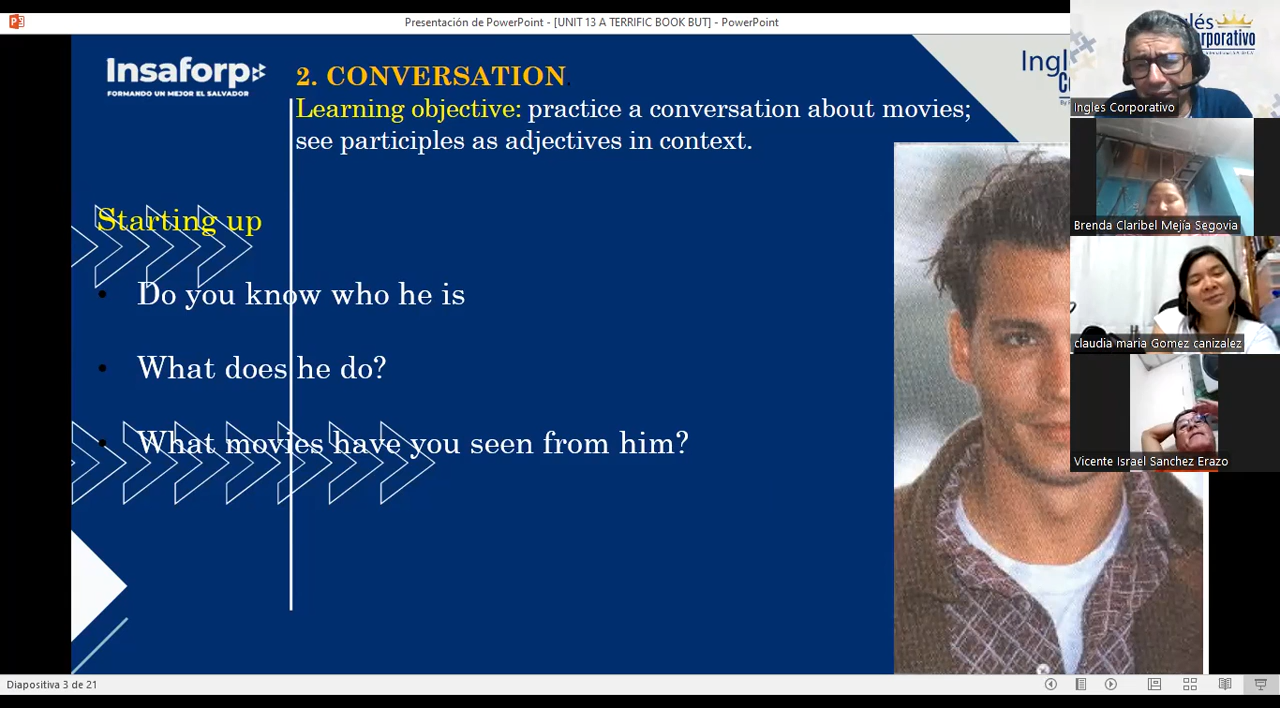 Presentación de PowerPoint - [UNIT 13 A TERRIFIC BOOK BUT] - PowerPoint
Insaforp
FORMANDO UN MEJOR EL SALVADOR
2. CONVERSATION.
Learning objective: practice a conversation about movies;
see participles as adjectives in context.
Starting up
• Do you know who he is
• What does he do?
• What movies have you seen from him?
Ingles Corporativo
Brenda Claribel Mejía Segovia
claudia maria Gomez canizalez
Vicente Israel Sanchez Erazo
Diapositiva 3 de 21